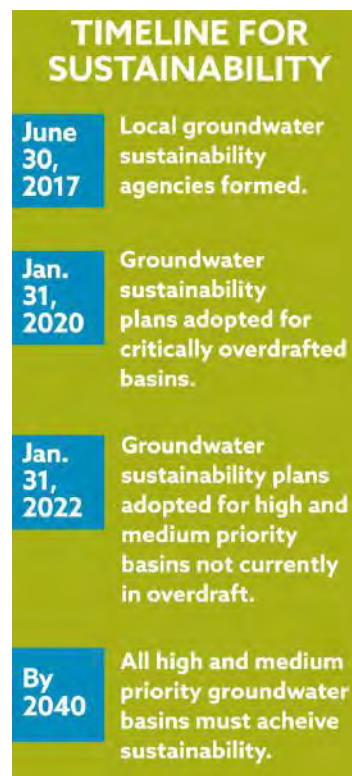 TIMELINE FOR
SUSTAINABILITY
June
30,
2017
Local groundwater
sustainability
agencies formed.
Jan.
31,
2020
Groundwater
sustainability
plans adopted for
critically overdrafted
basins.
Jan.
31,
2022
Groundwater
sustainability plans
adopted for high and
medium priority
basins not currently
in overdraft.
By
2040
All high and medium
priority groundwater
basins must acheive
sustainability.